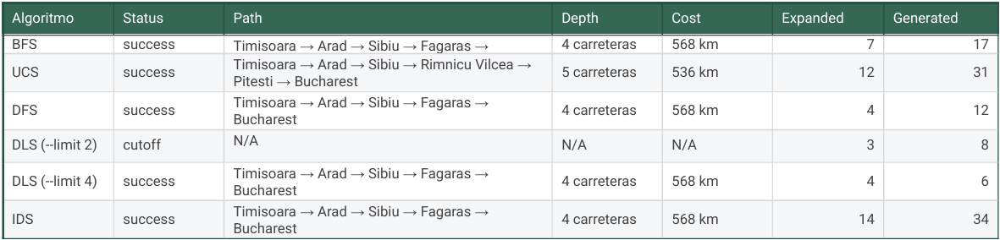 Algoritmo Status Path Depth Cost Expanded Generated
BFS success Timisoara → Arad → Sibiu → Fagaras → 4 carreteras 568 km 7 17
UCS success Timisoara → Arad → Sibiu → Rimnicu Vilcea → 5 carreteras 536 km 12 31
Pitesti → Bucharest
DFS success Timisoara → Arad → Sibiu → Fagaras → 4 carreteras 568 km 4 12
Bucharest
DLS (--limit 2) cutoff N/A N/A N/A 3 8
DLS (--limit 4) success Timisoara → Arad → Sibiu → Fagaras → 4 carreteras 568 km 4 6
Bucharest
IDS success Timisoara → Arad → Sibiu → Fagaras → 4 carreteras 568 km 14 34
Bucharest